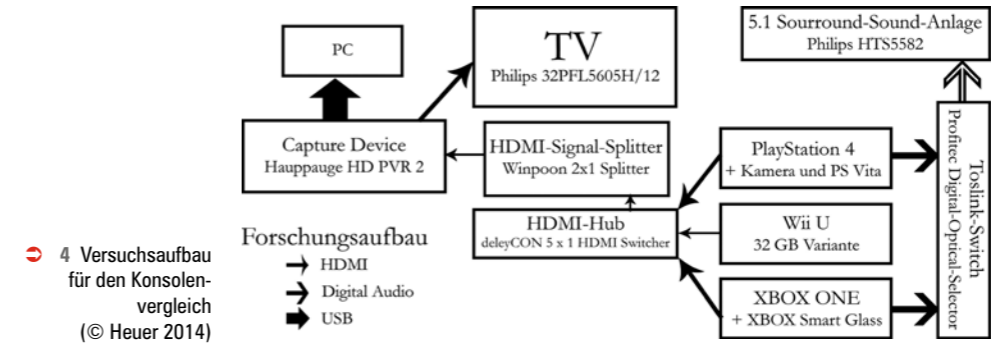 PC
TV
Philips 32PFL5605H/12
5.1 Sourround-Sound-Anlage
Philips HTS5582
Capture Device
Hauppauge HD PVR 2
HDMI-Signal-Splitter
Winpoon 2x1 Splitter
PlayStation 4
+ Kamera und PS Vita
HDMI-Hub
deleyCON 5 x 1 HDMI Switcher
Wii U
32 GB Variante
XBOX ONE
+ XBOX Smart Glass
Toslink-Switch
Profitec Digital-Optical-Selector
Forschungsaufbau
HDMI
Digital Audio
USB
4 Versuchsaufbau
für den Konsolen-
vergleich
(© Heuer 2014)